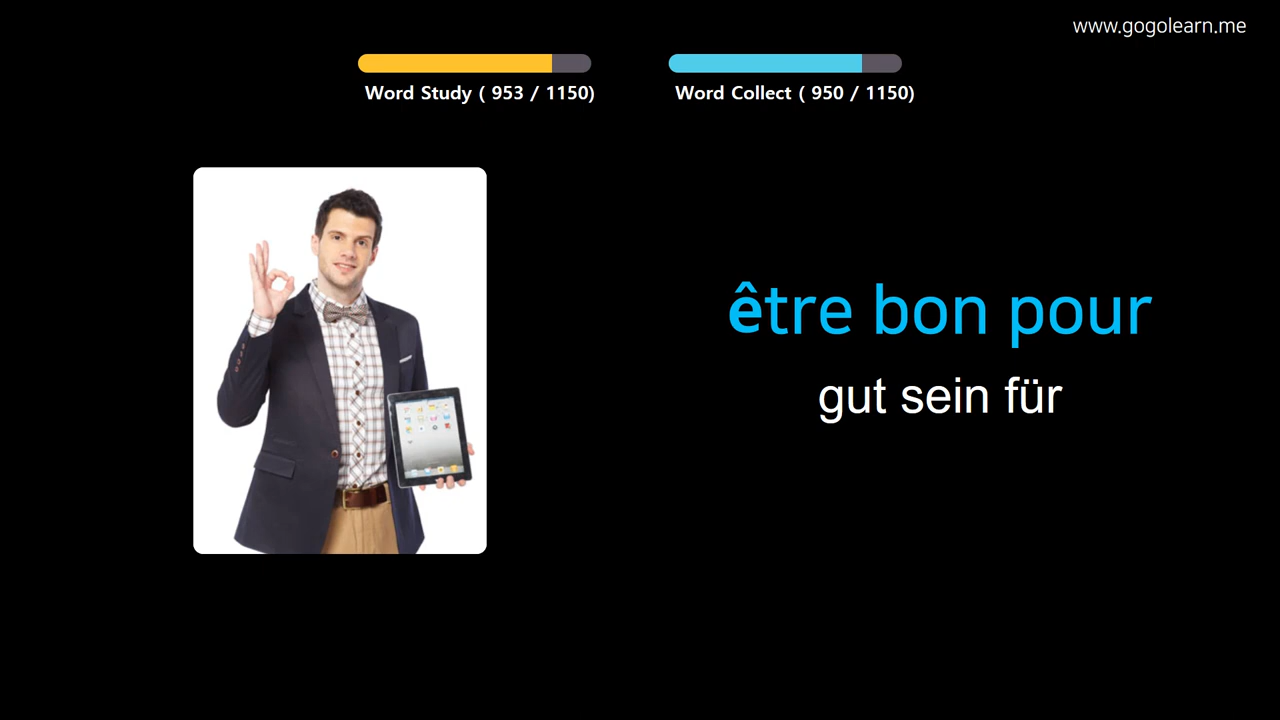 www.gogolearn.me
Word Study ( 953 / 1150)
Word Collect ( 950 / 1150)
être bon pour
gut sein für